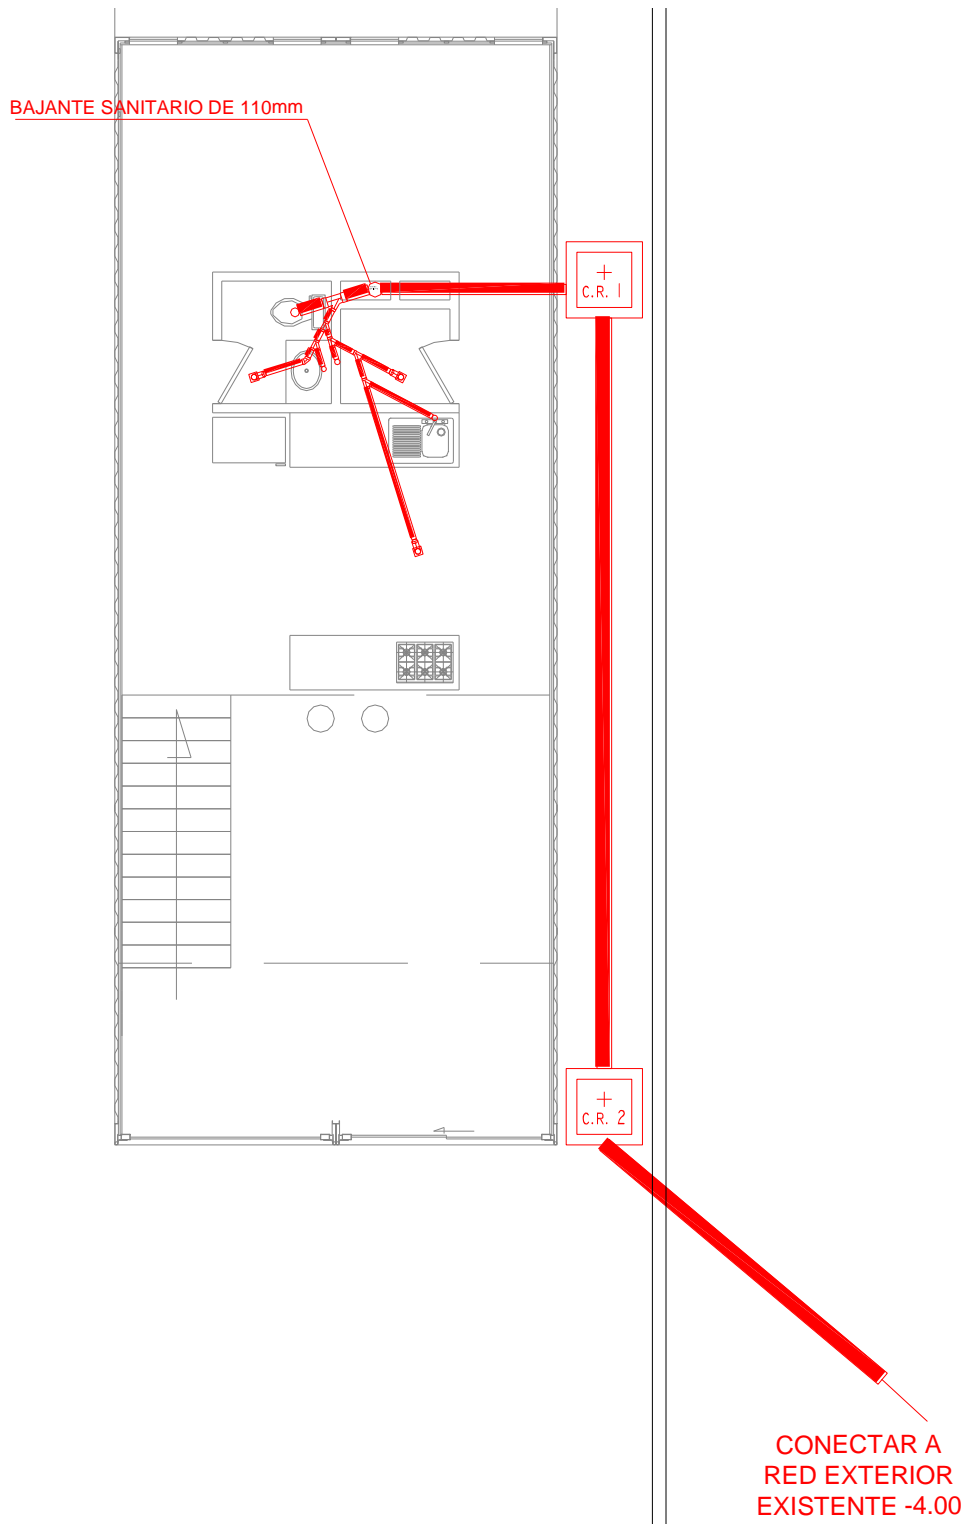 BAJANTE SANITARIO DE 110mm
C.R. 1
C.R. 2
CONECTAR A
RED EXTERIOR
EXISTENTE -4.00